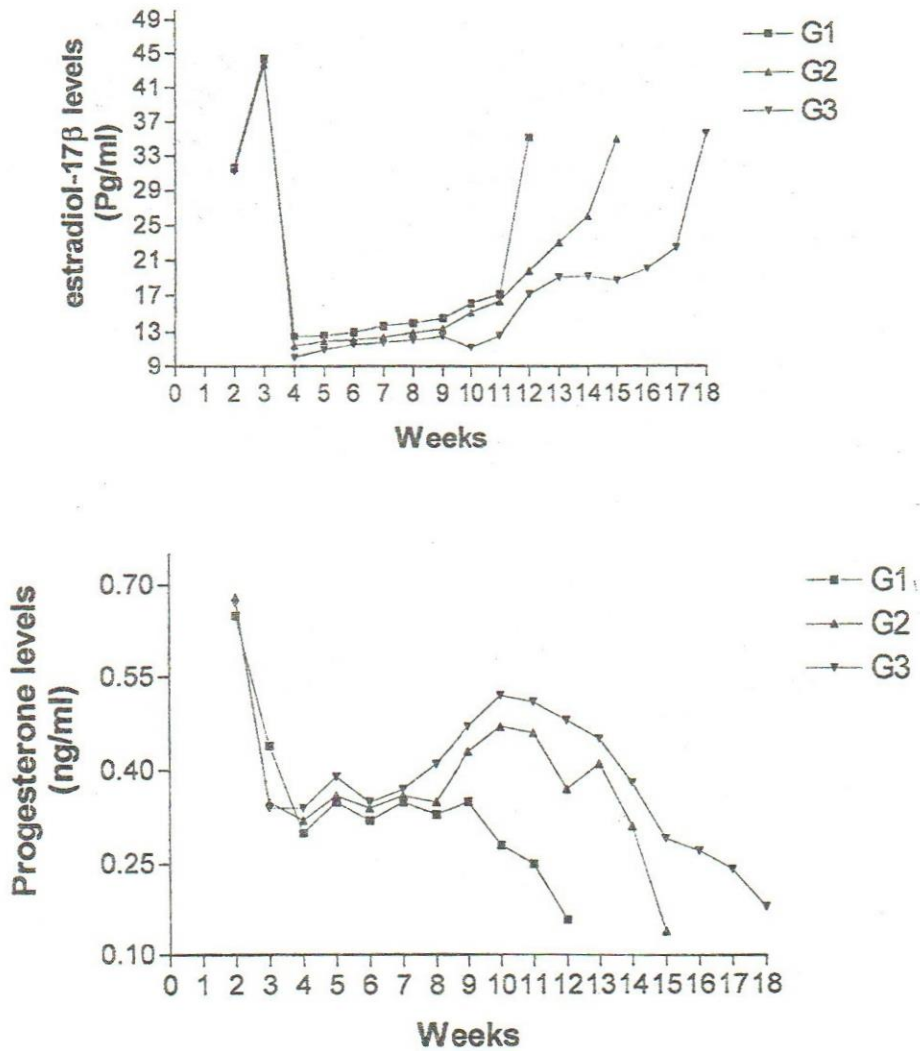 49
45
41
37
33
29
25
21
17
13
9
estradiol-17β levels
(Pg/ml)
G1
G2
G3
0 1 2 3 4 5 6 7 8 9 10 11 12 13 14 15 16 17 18
Weeks
0.70
0.55
0.40
0.25
0.10
Progesterone levels
(ng/ml)
G1
G2
G3
0 1 2 3 4 5 6 7 8 9 10 11 12 13 14 15 16 17 18
Weeks